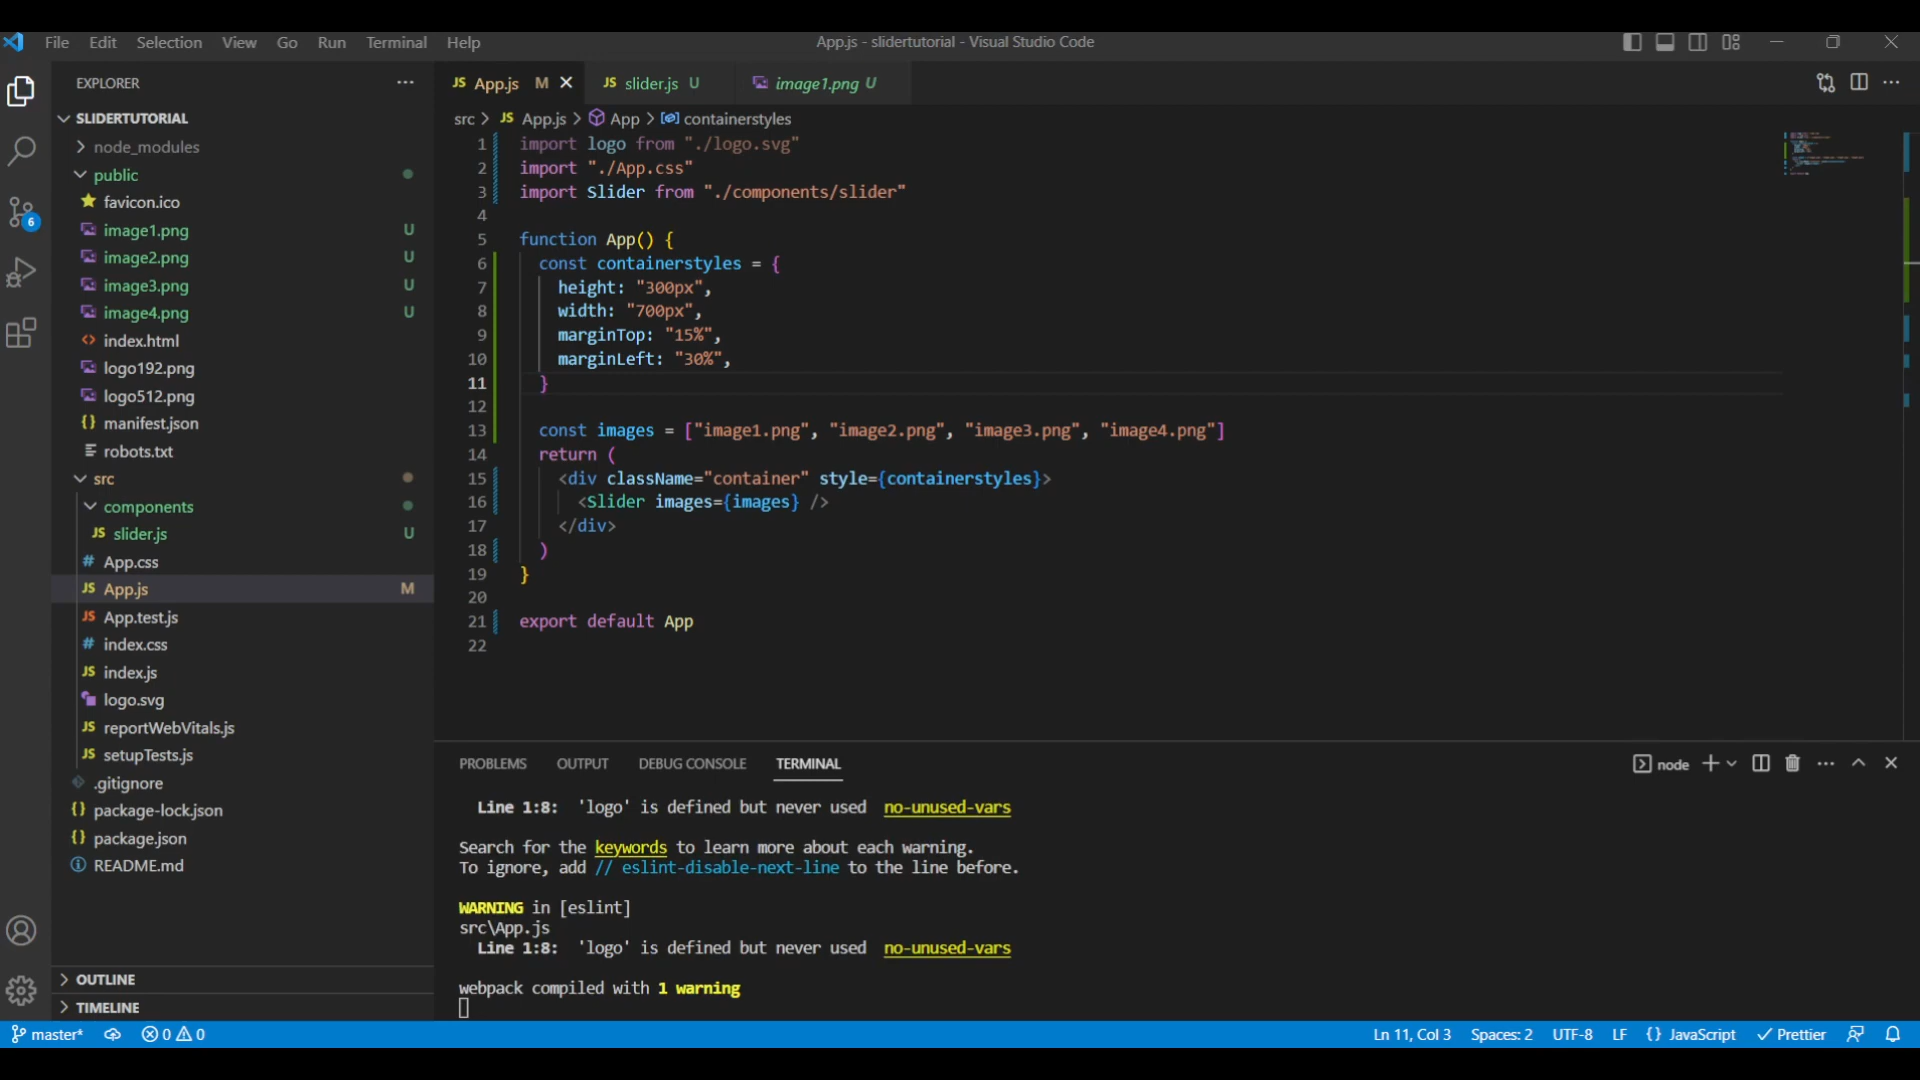 File Edit Selection View Go Run Terminal Help
App.js - slidertutorial - Visual Studio Code
EXPLORER
SLIDERTUTORIAL
node_modules
public
favicon.ico
image1.png U
image2.png U
image3.png U
image4.png U
index.html
logo192.png
logo512.png
manifest.json
robots.txt
src
components
JS slider.js U
# App.css
JS App.js M
JS App.test.js
# index.css
JS index.js
logo.svg
JS reportWebVitals.js
JS setupTests.js
.gitignore
{} package-lock.json
{} package.json
README.md
OUTLINE
TIMELINE
6
JS App.js M JS slider.js U image1.png U
src > JS App.js > App > containerstyles
1 import logo from "./logo.svg"
2 import "./App.css"
3 import Slider from "./components/slider"
4
5 function App() {
6 const containerstyles = {
7 height: "300px",
8 width: "700px",
9 marginTop: "15%",
10 marginLeft: "30%",
11 }
12
13 const images = ["image1.png", "image2.png", "image3.png", "image4.png"]
14 return (
15 <div className="container" style={containerstyles}>
16 <Slider images={images} />
17 </div>
18 )
19 }
20
21 export default App
22
PROBLEMS OUTPUT DEBUG CONSOLE TERMINAL
node
Line 1:8: 'logo' is defined but never used no-unused-vars
Search for the keywords to learn more about each warning.
To ignore, add // eslint-disable-next-line to the line before.
WARNING in [eslint]
src\App.js
Line 1:8: 'logo' is defined but never used no-unused-vars
webpack compiled with 1 warning
master* 0 0
Ln 11, Col 3 Spaces: 2 UTF-8 LF {} JavaScript Prettier